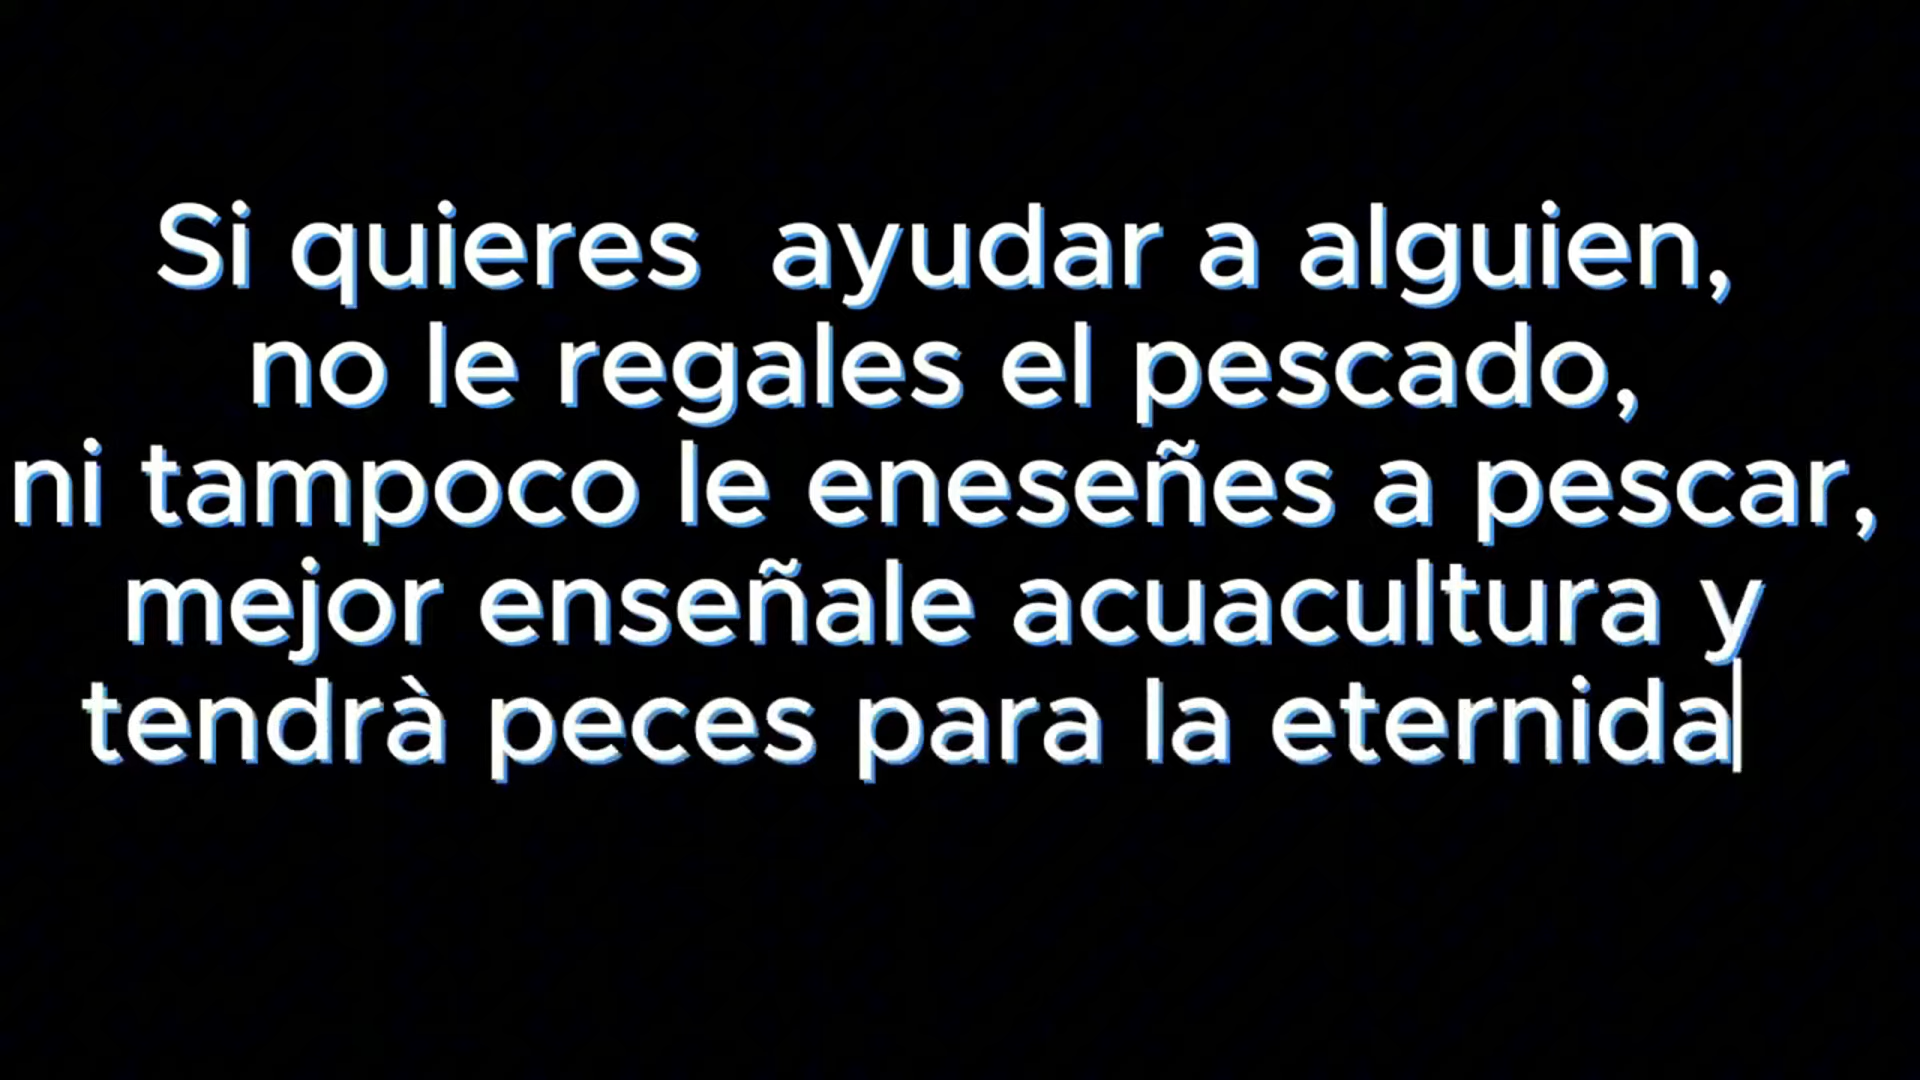 Si quieres  ayudar a alguien,
no le regales el pescado,
ni tampoco le eneseñes a pescar,
mejor enseñale acuacultura y
tendrà peces para la eternida